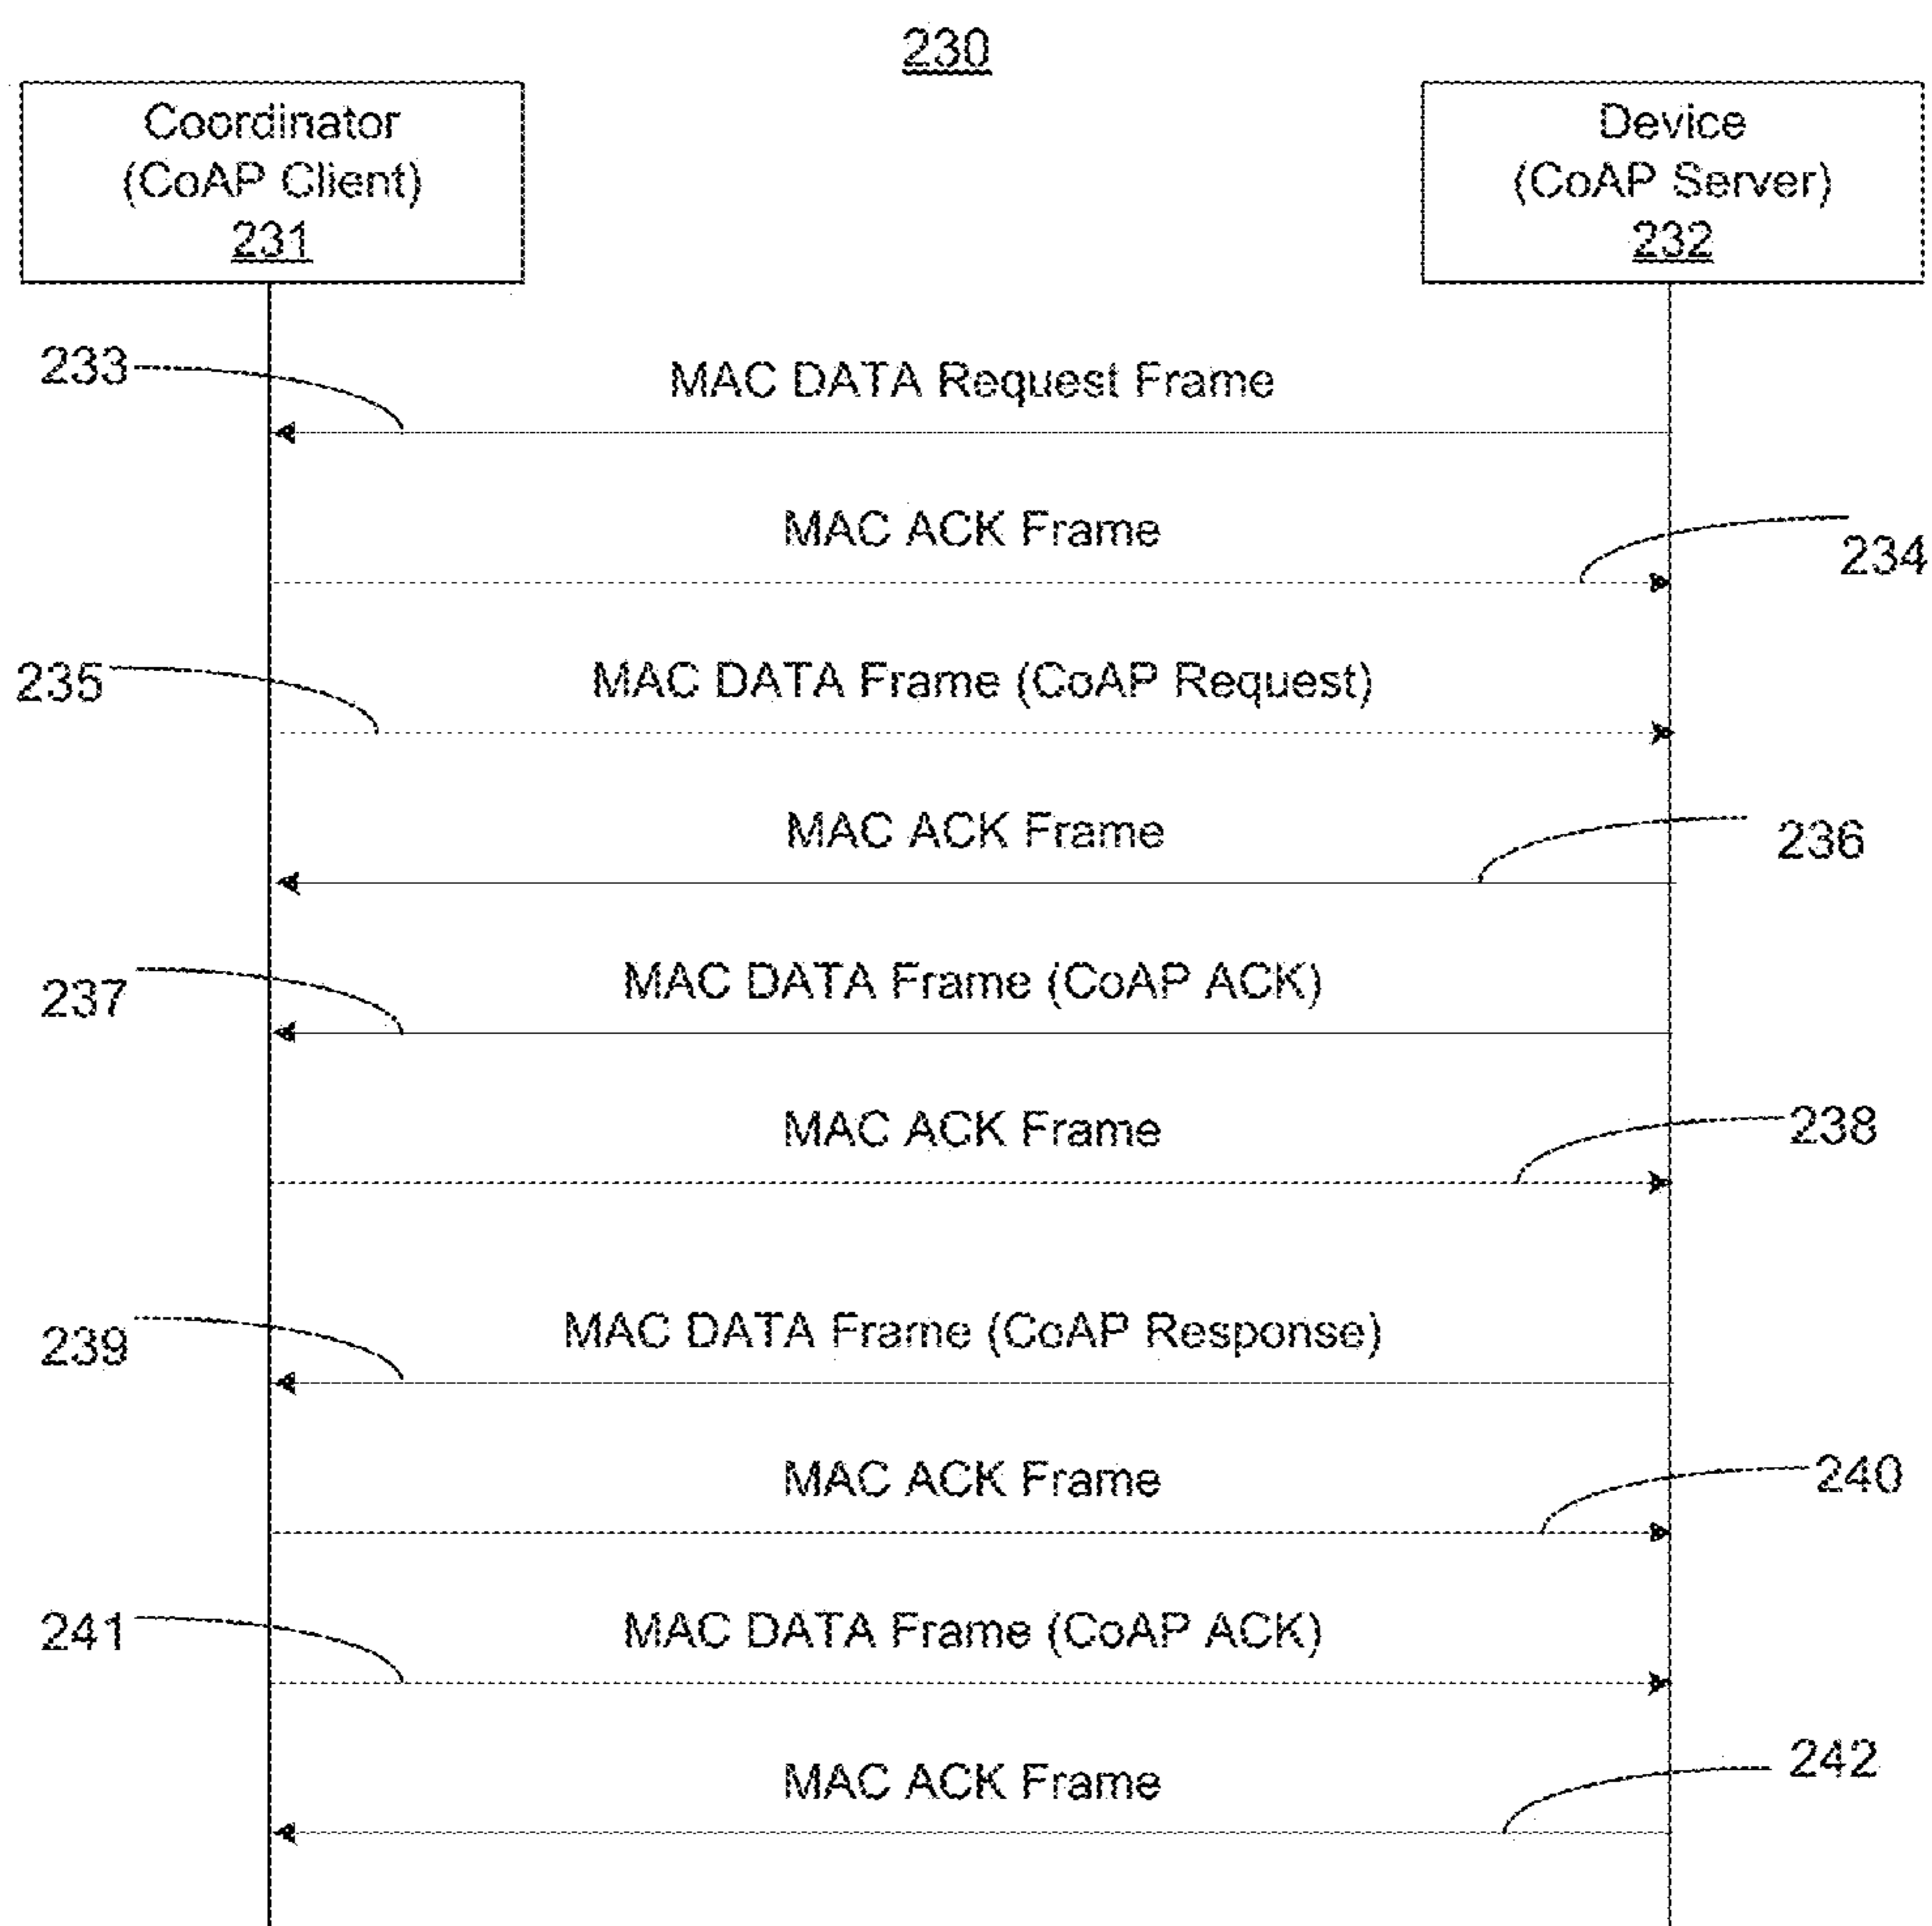 230
Coordinator
(CoAP Client)
231
Device
(CoAP Server)
232
233
MAC DATA Request Frame
MAC ACK Frame
234
235
MAC DATA Frame (CoAP Request)
MAC ACK Frame
236
237
MAC DATA Frame (CoAP ACK)
MAC ACK Frame
238
239
MAC DATA Frame (CoAP Response)
MAC ACK Frame
240
241
MAC DATA Frame (CoAP ACK)
MAC ACK Frame
242